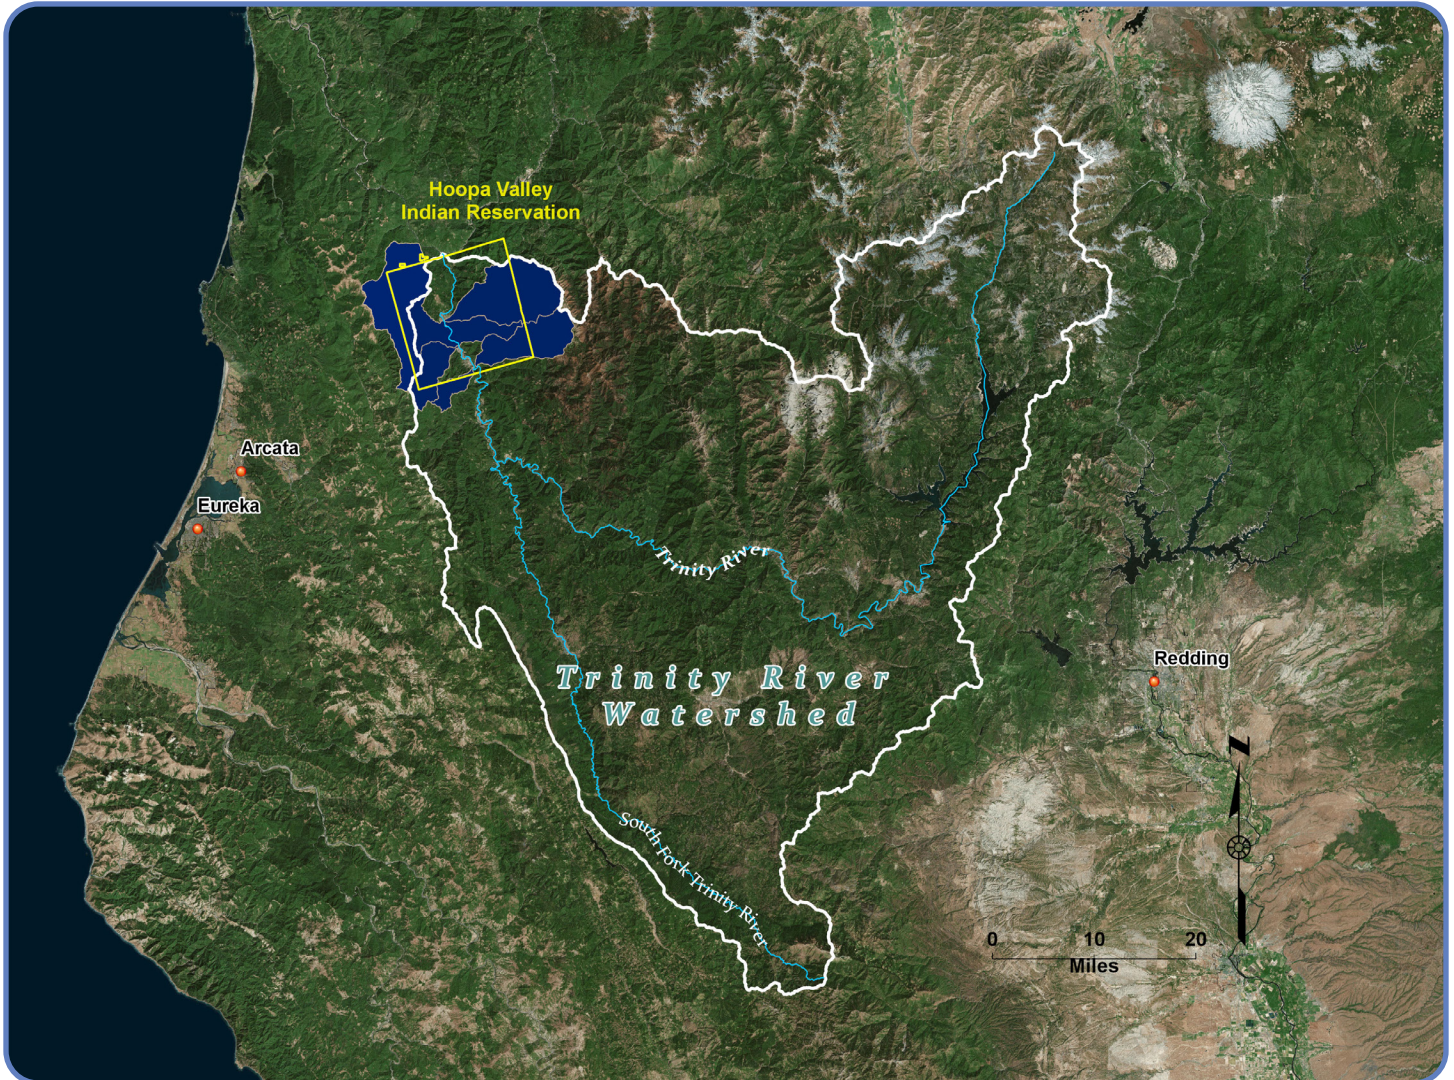 Hoopa Valley
Indian Reservation
Arcata
Eureka
Trinity River
Trinity River
Watershed
Redding
South Fork Trinity River
N
0 10 20
Miles